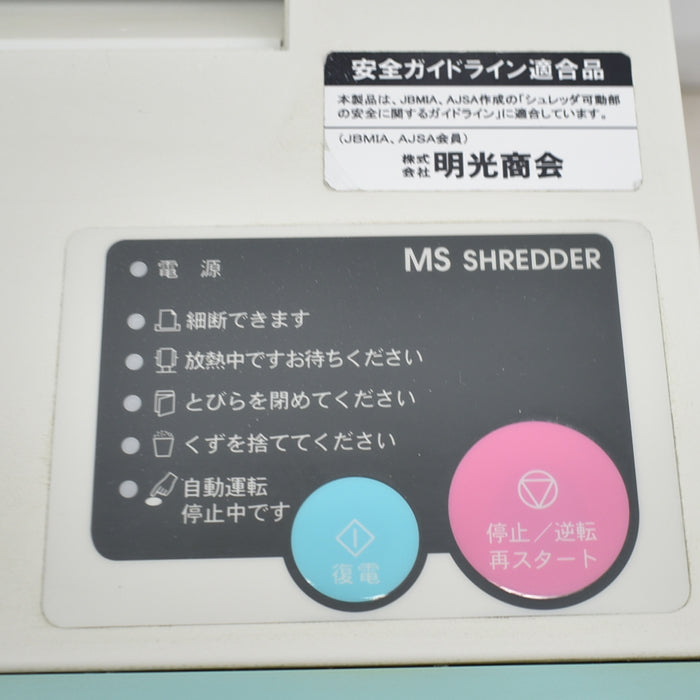 安全ガイドライン適合品
本製品は、JBMIA、AJSA作成の「シュレッダ可動部
の安全に関するガイドライン」に適合しています。
(JBMIA、AJSA会員)
株式会社 明光商会
MS SHREDDER
電 源
細断できます
放熱中ですお待ちください
とびらを閉めてください
くずを捨ててください
自動運転
停止中です
復電
停止／逆転
再スタート